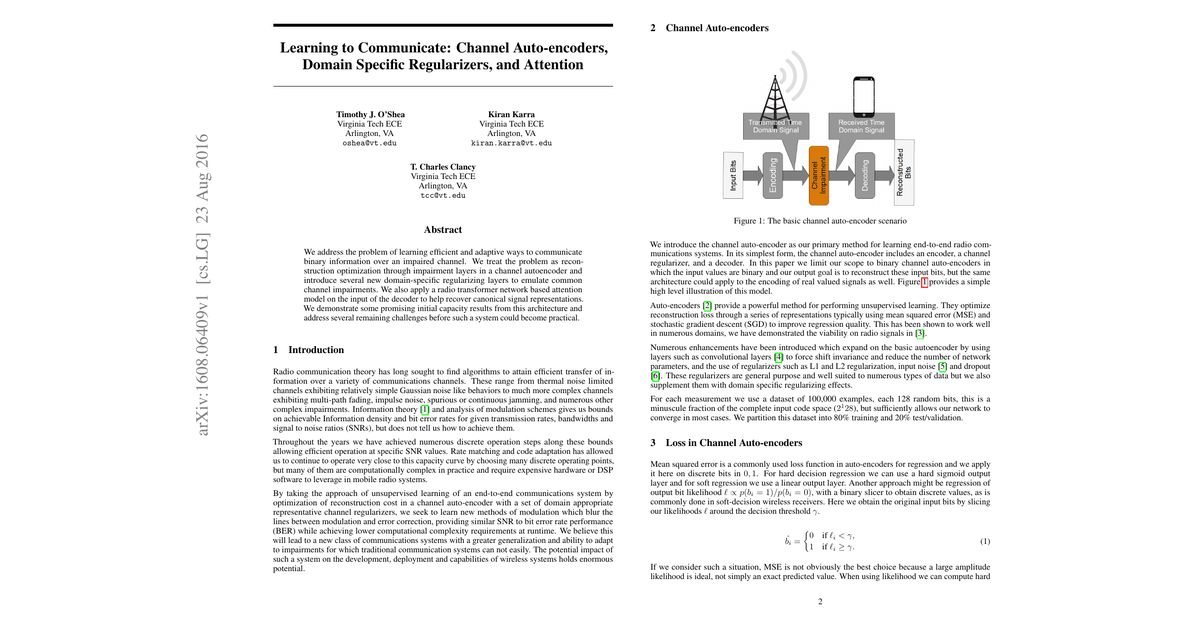 arXiv:1608.06409v1 [cs.LG] 23 Aug 2016
Learning to Communicate: Channel Auto-encoders,
Domain Specific Regularizers, and Attention
Timothy J. O'Shea
Virginia Tech ECE
Arlington, VA
oshea@vt.edu
Kiran Karra
Virginia Tech ECE
Arlington, VA
kiran.karra@vt.edu
T. Charles Clancy
Virginia Tech ECE
Arlington, VA
tcc@vt.edu
Abstract
We address the problem of learning efficient and adaptive ways to communicate
binary information over an impaired channel. We treat the problem as recon-
struction optimization through impairment layers in a channel autoencoder and
introduce several new domain-specific regularizing layers to emulate common
channel impairments. We also apply a radio transformer network based attention
model on the input of the decoder to help recover canonical signal representations.
We demonstrate some promising initial capacity results from this architecture and
address several remaining challenges before such a system could become practical.
1 Introduction
Radio communication theory has long sought to find algorithms to attain efficient transfer of in-
formation over a variety of communications channels. These range from thermal noise limited
channels exhibiting relatively simple Gaussian noise like behaviors to much more complex channels
exhibiting multi-path fading, impulse noise, spurious or continuous jamming, and numerous other
complex impairments. Information theory [1] and analysis of modulation schemes gives us bounds
on achievable Information density and bit error rates for given transmission rates, bandwidths and
signal to noise ratios (SNRs), but does not tell us how to achieve them.
Throughout the years we have achieved numerous discrete operation steps along these bounds
allowing efficient operation at specific SNR values. Rate matching and code adaptation has allowed
us to continue to operate very close to this capacity curve by choosing many discrete operating points,
but many of them are computationally complex in practice and require expensive hardware or DSP
software to leverage in mobile radio systems.
By taking the approach of unsupervised learning of an end-to-end communications system by
optimization of reconstruction cost in a channel auto-encoder with a set of domain appropriate
representative channel regularizers, we seek to learn new methods of modulation which blur the
lines between modulation and error correction, providing similar SNR to bit error rate performance
(BER) while achieving lower computational complexity requirements at runtime. We believe this
will lead to a new class of communications systems with a greater generalization and ability to adapt
to impairments for which traditional communication systems can not easily. The potential impact of
such a system on the development, deployment and capabilities of wireless systems holds enormous
potential.
2 Channel Auto-encoders
Transmitted Time
Domain Signal
Received Time
Domain Signal
Input Bits
Encoding
Channel
Impairment
Decoding
Reconstructed
Bits
Figure 1: The basic channel auto-encoder scenario
We introduce the channel auto-encoder as our primary method for learning end-to-end radio com-
munications systems. In its simplest form, the channel auto-encoder includes an encoder, a channel
regularizer, and a decoder. In this paper we limit our scope to binary channel auto-encoders in
which the input values are binary and our output goal is to reconstruct these input bits, but the same
architecture could apply to the encoding of real valued signals as well. Figure 1 provides a simple
high level illustration of this model.
Auto-encoders [2] provide a powerful method for performing unsupervised learning. They optimize
reconstruction loss through a series of representations typically using mean squared error (MSE) and
stochastic gradient descent (SGD) to improve regression quality. This has been shown to work well
in numerous domains, we have demonstrated the viability on radio signals in [3].
Numerous enhancements have been introduced which expand on the basic autoencoder by using
layers such as convolutional layers [4] to force shift invariance and reduce the number of network
parameters, and the use of regularizers such as L1 and L2 regularization, input noise [5] and dropout
[6]. These regularizers are general purpose and well suited to numerous types of data but we also
supplement them with domain specific regularizing effects.
For each measurement we use a dataset of 100,000 examples, each 128 random bits, this is a
minuscule fraction of the complete input code space (2^128), but sufficiently allows our network to
converge in most cases. We partition this dataset into 80% training and 20% test/validation.
3 Loss in Channel Auto-encoders
Mean squared error is a commonly used loss function in auto-encoders for regression and we apply
it here on discrete bits in 0, 1. For hard decision regression we can use a hard sigmoid output
layer and for soft regression we use a linear output layer. Another approach might be regression of
output bit likelihood ℓ ∝ p(b_i = 1)/p(b_i = 0), with a binary slicer to obtain discrete values, as is
commonly done in soft-decision wireless receivers. Here we obtain the original input bits by slicing
our likelihoods ℓ around the decision threshold γ.
b̂_i = { 0 if ℓ_i < γ,
1 if ℓ_i ≥ γ. (1)
If we consider such a situation, MSE is not obviously the best choice because a large amplitude
likelihood is ideal, not simply an exact predicted value. When using likelihood we can compute hard
2